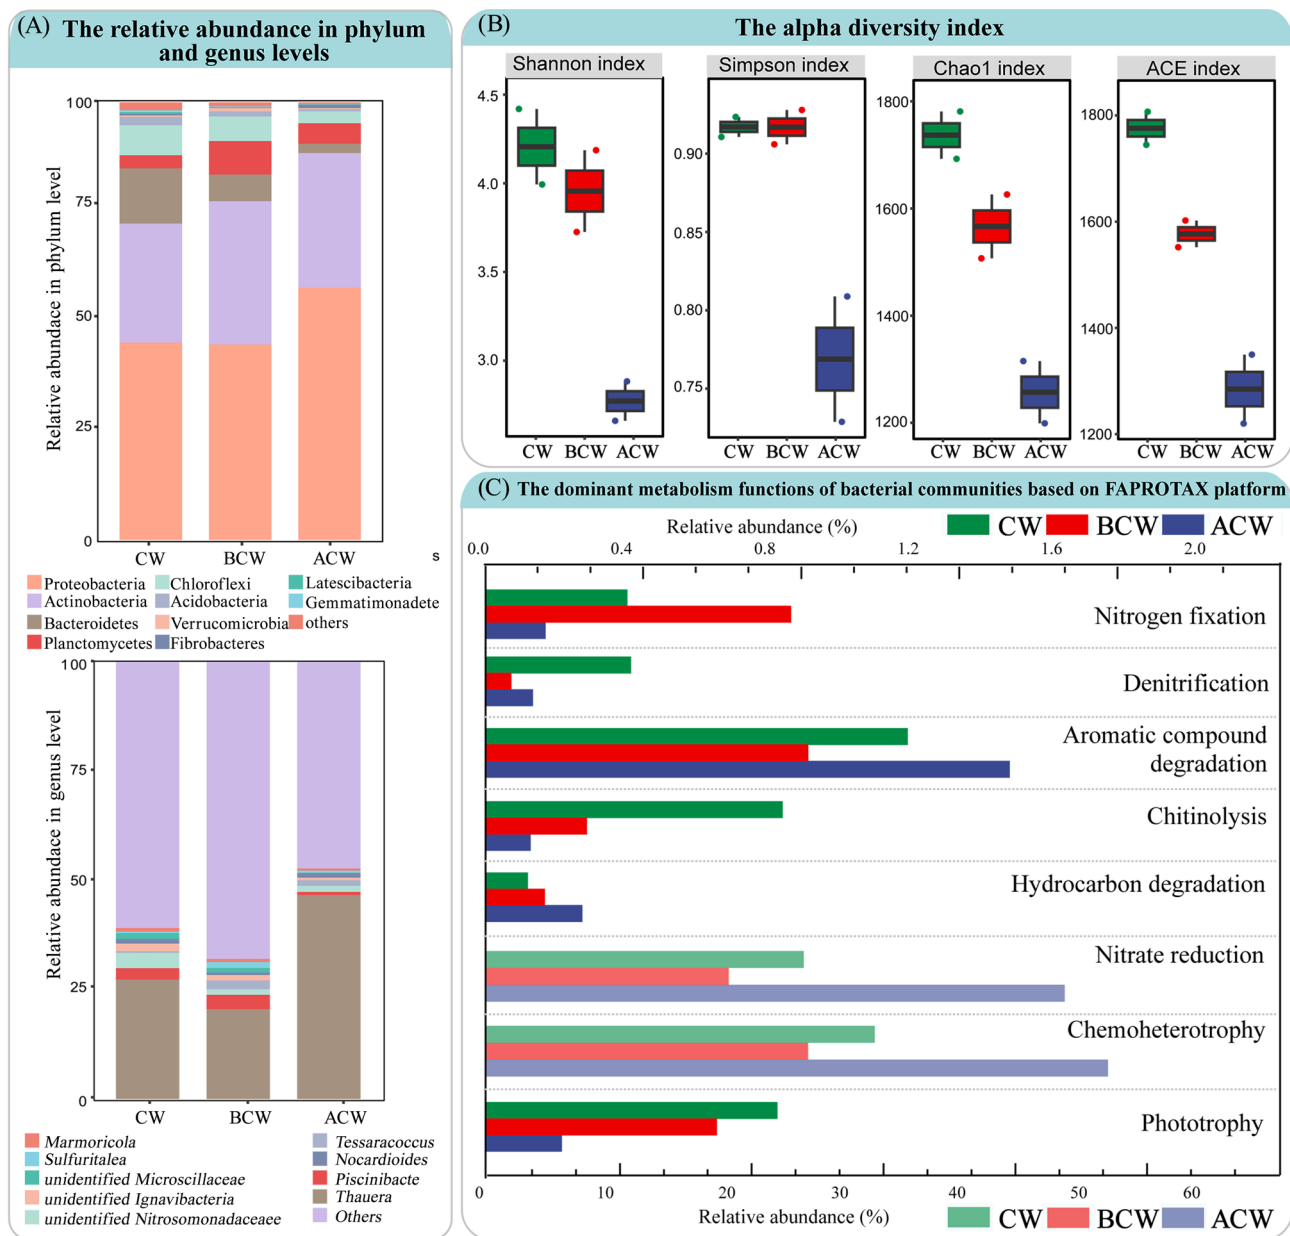 (A) The relative abundance in phylum
and genus levels
Relative abundace in phylum level
100
75
50
25
0
CW BCW ACW s
Proteobacteria Chloroflexi Latescibacteria
Actinobacteria Acidobacteria Gemmatimonadete
Bacteroidetes Verrucomicrobia others
Planctomycetes Fibrobacteres
Relative abundance in genus level
100
75
50
25
0
CW BCW ACW
Marmoricola Tessaracoccus
Sulfuritalea Nocardioides
unidentified Microscillaceae Piscinibacte
unidentified Ignavibacteria Thauera
unidentified Nitrosomonadaceaee Others
(B) The alpha diversity index
Shannon index Simpson index Chao1 index ACE index
4.5
4.0
3.5
3.0
CW BCW ACW
0.90
0.85
0.80
0.75
CW BCW ACW
1800
1600
1400
1200
CW BCW ACW
1800
1600
1400
1200
CW BCW ACW
(C) The dominant metabolism functions of bacterial communities based on FAPROTAX platform
Relative abundance (%) CW BCW ACW
0.0 0.4 0.8 1.2 1.6 2.0
Nitrogen fixation
Denitrification
Aromatic compound
degradation
Chitinolysis
Hydrocarbon degradation
Nitrate reduction
Chemoheterotrophy
Phototrophy
0 10 20 30 40 50 60
Relative abundance (%) CW BCW ACW